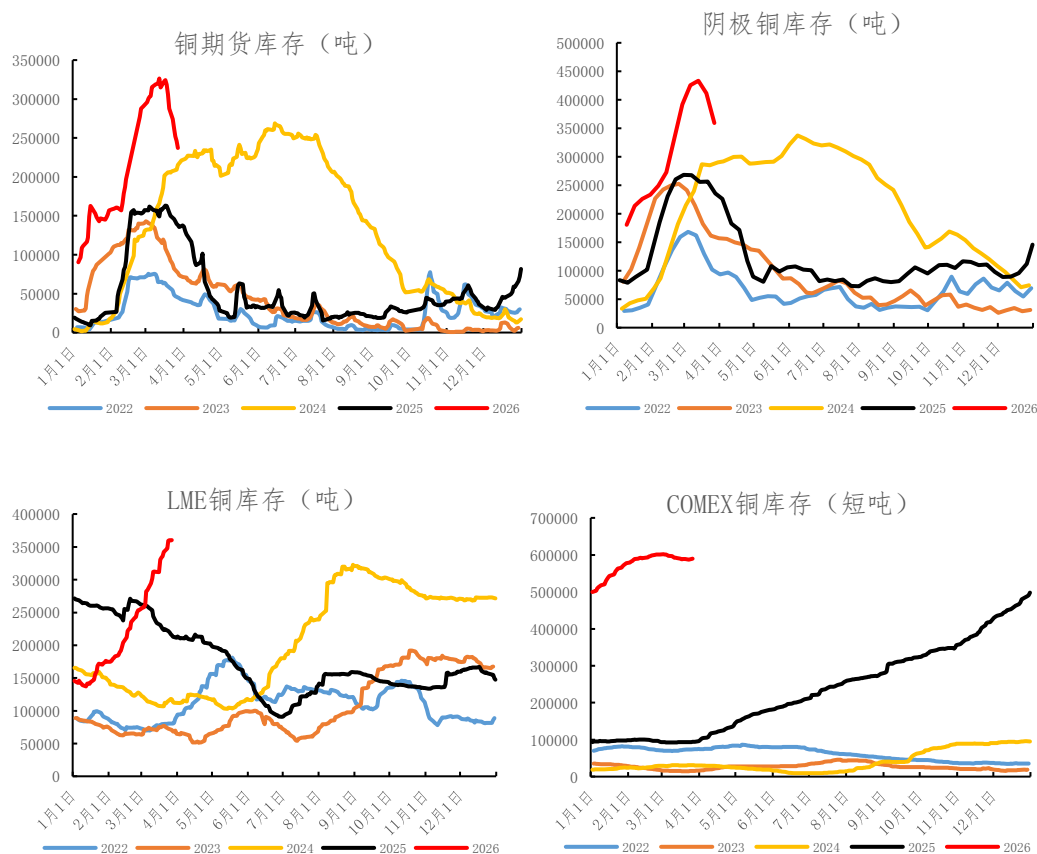 铜期货库存（吨）
350000
300000
250000
200000
150000
100000
50000
0
1月1日
2月1日
3月1日
4月1日
5月1日
6月1日
7月1日
8月1日
9月1日
10月1日
11月1日
12月1日
2022 2023 2024 2025 2026
阴极铜库存（吨）
500000
450000
400000
350000
300000
250000
200000
150000
100000
50000
0
1月1日
2月1日
3月1日
4月1日
5月1日
6月1日
7月1日
8月1日
9月1日
10月1日
11月1日
12月1日
2022 2023 2024 2025 2026
LME铜库存（吨）
400000
350000
300000
250000
200000
150000
100000
50000
0
1月1日
2月1日
3月1日
4月1日
5月1日
6月1日
7月1日
8月1日
9月1日
10月1日
11月1日
12月1日
2022 2023 2024 2025 2026
COMEX铜库存（短吨）
700000
600000
500000
400000
300000
200000
100000
0
1月1日
2月1日
3月1日
4月1日
5月1日
6月1日
7月1日
8月1日
9月1日
10月1日
11月1日
12月1日
2022 2023 2024 2025 2026